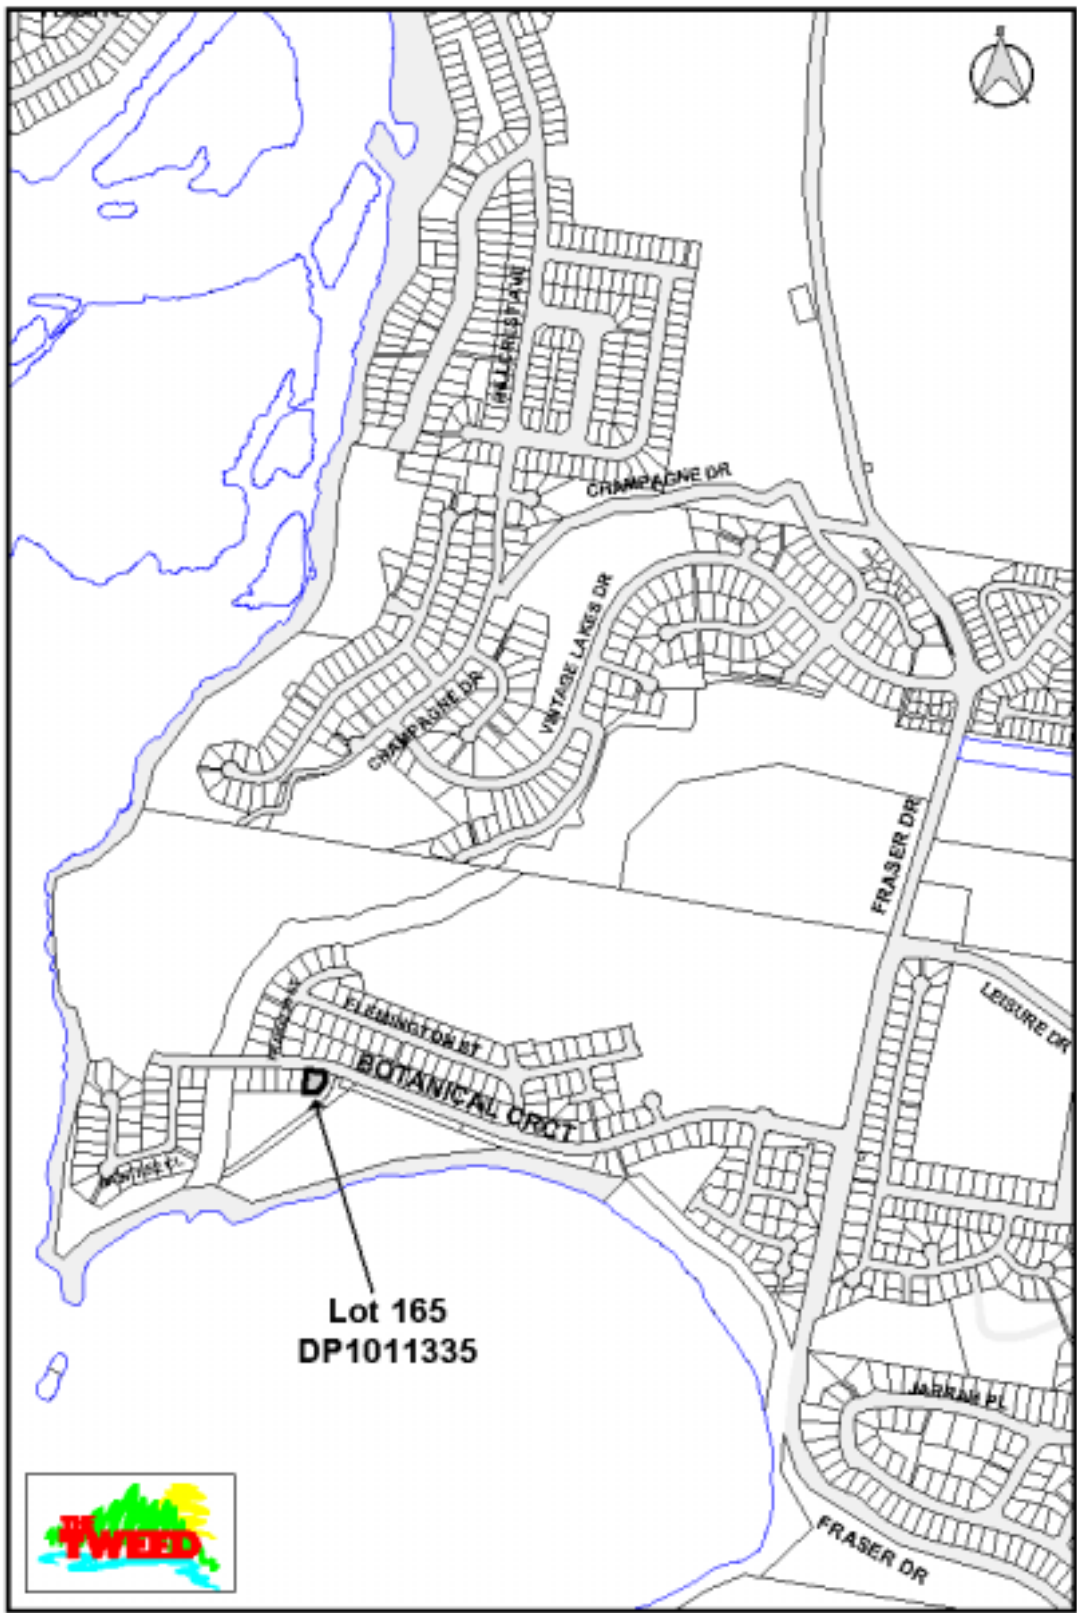 N
HILLCREST AVE
CHAMPAGNE DR
VINTAGE LAKES DR
CHAMPAGNE DR
FRASER DR
LEISURE DR
FLEMINGTON ST
BOTANICAL CRCT
Lot 165
DP1011335
JARRAH PL
FRASER DR
THE
TWEED